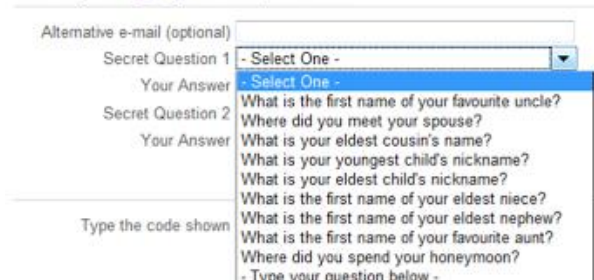 Alternative e-mail (optional)
Secret Question 1 - Select One -
Your Answer - Select One -
What is the first name of your favourite uncle?
Secret Question 2 Where did you meet your spouse?
Your Answer What is your eldest cousin's name?
What is your youngest child's nickname?
What is your eldest child's nickname?
What is the first name of your eldest niece?
Type the code shown What is the first name of your eldest nephew?
What is the first name of your favourite aunt?
Where did you spend your honeymoon?
- Type your question below -